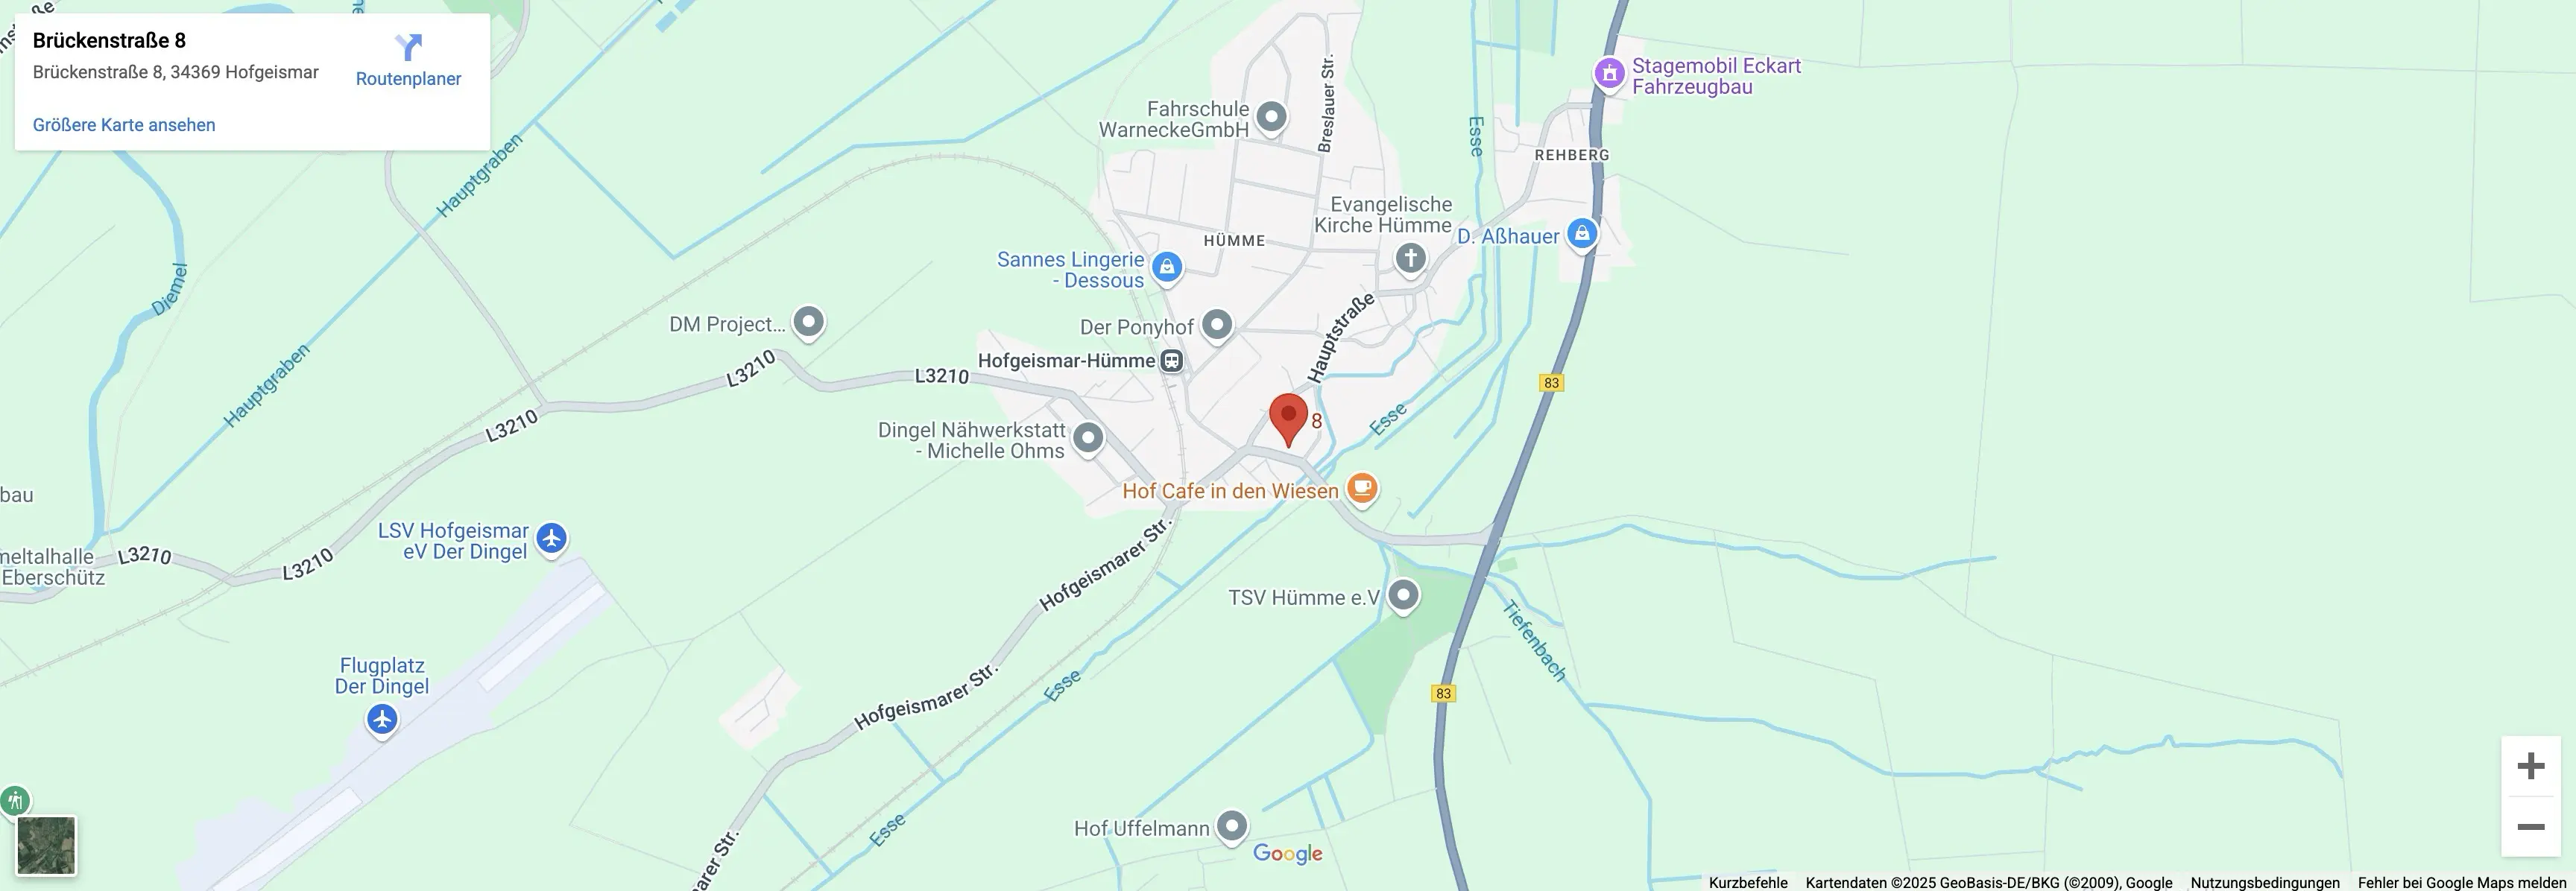 Brückenstraße 8
Brückenstraße 8, 34369 Hofgeismar
Routenplaner
Größere Karte ansehen
Hauptgraben
Diemel
Hauptgraben
Fahrschule
WarneckeGmbH
Breslauer Str.
Esse
Stagemobil Eckart
Fahrzeugbau
REHBERG
Evangelische
Kirche Hümme
HÜMME
D. Aßhauer
Sannes Lingerie
- Dessous
DM Project...
Der Ponyhof
Hauptstraße
Hofgeismar-Hümme
L3210
L3210
L3210
83
8
Esse
Dingel Nähwerkstatt
- Michelle Ohms
Hof Cafe in den Wiesen
bau
LSV Hofgeismar
eV Der Dingel
meltalhalle
Eberschütz
L3210
L3210
Hofgeismarer Str.
TSV Hümme e.V
Tiefenbach
Flugplatz
Der Dingel
Hofgeismarer Str.
Esse
83
Esse
Hof Uffelmann
arer Str.
Google
Kurzbefehle
Kartendaten ©2025 GeoBasis-DE/BKG (©2009), Google
Nutzungsbedingungen
Fehler bei Google Maps melden